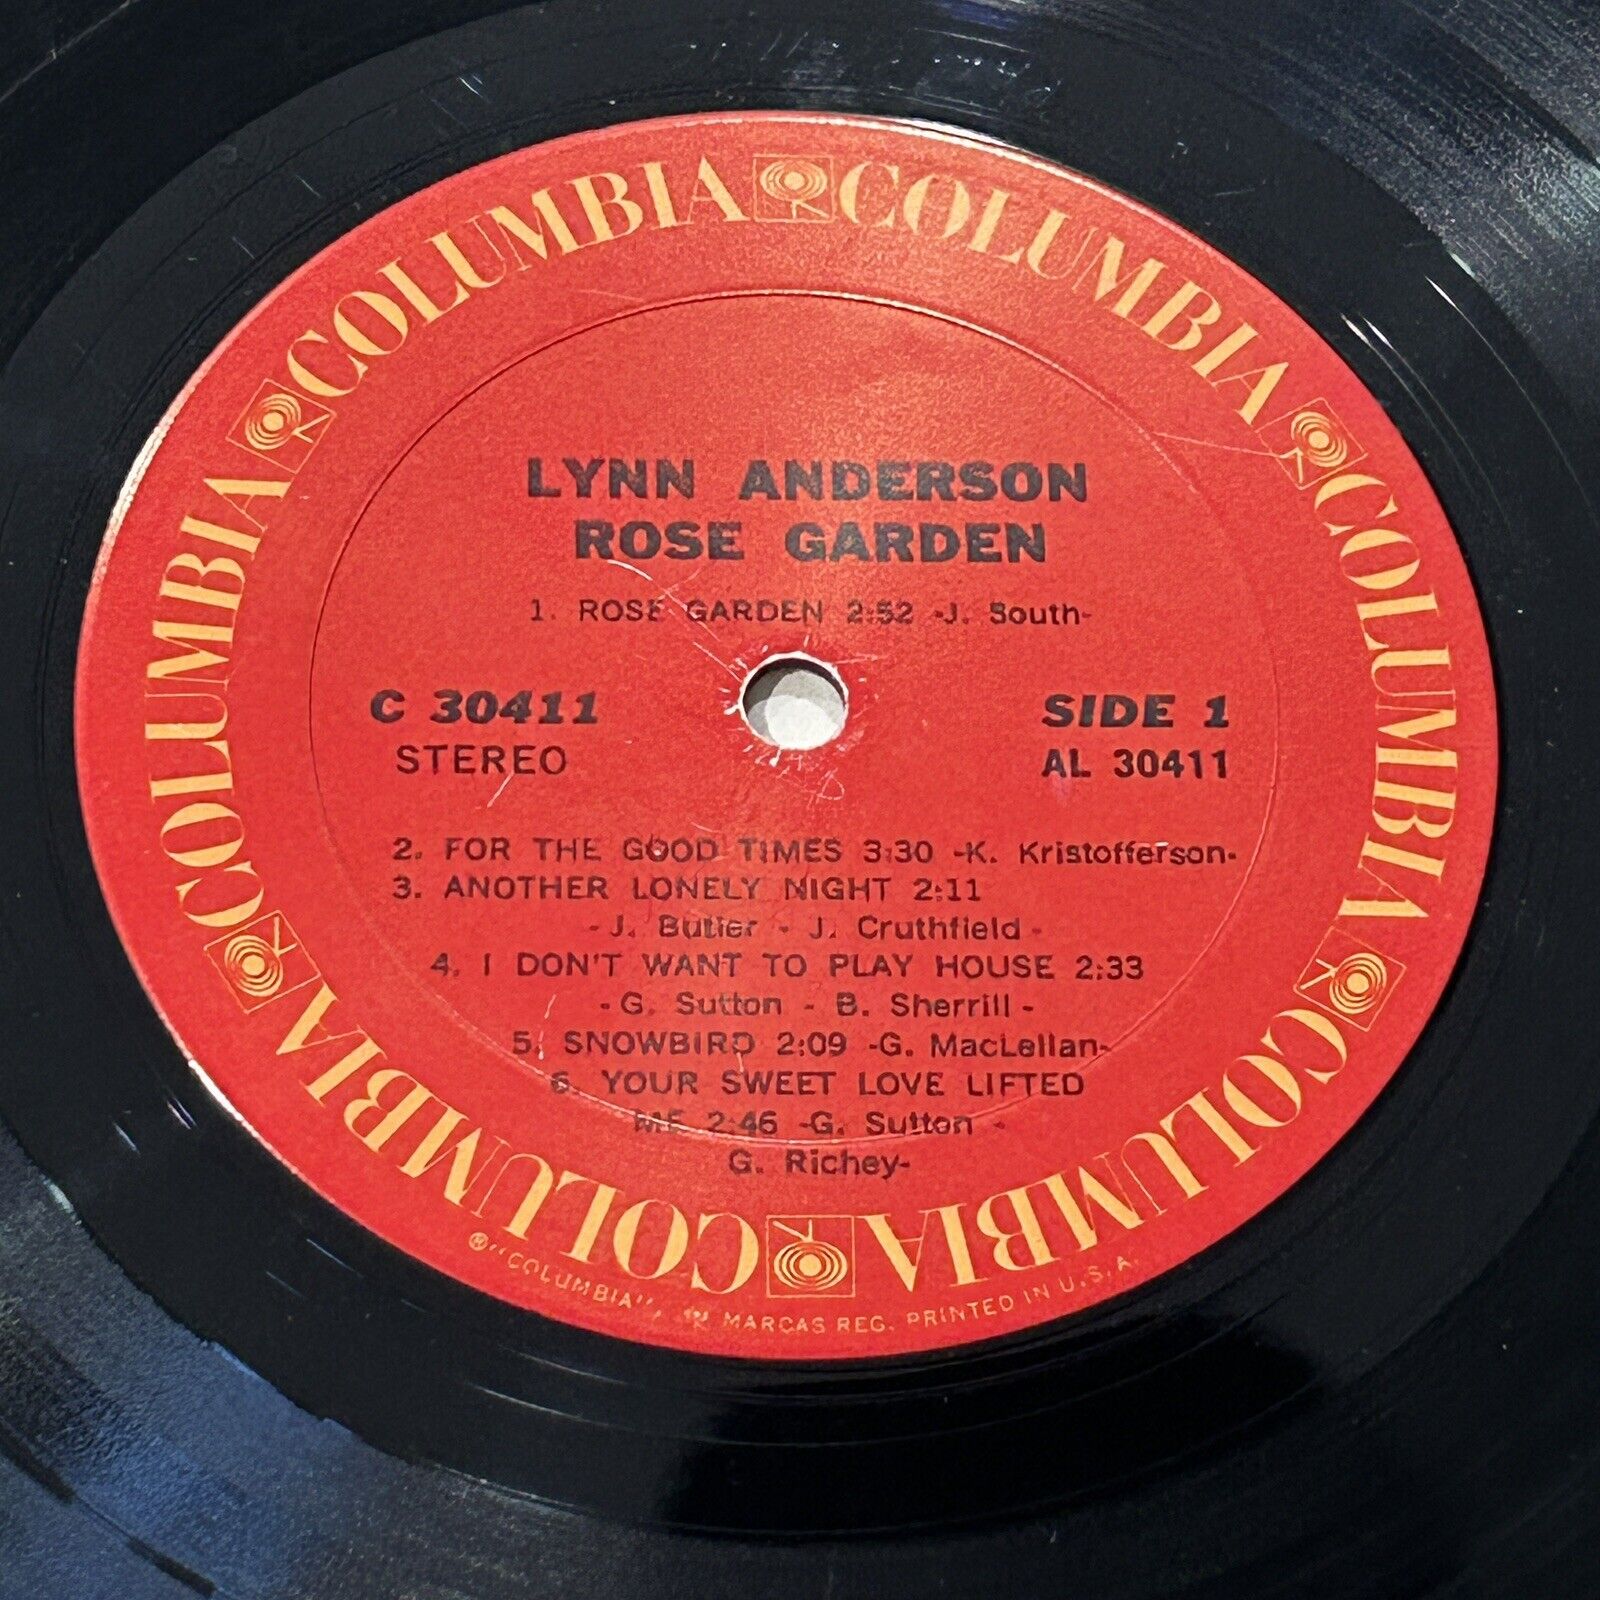 COLUMBIA COLUMBIA COLUMBIA COLUMBIA COLUMBIA COLUMBIA
LYNN ANDERSON
ROSE GARDEN
1. ROSE GARDEN 2:52 -J. South-
C 30411
STEREO
SIDE 1
AL 30411
2. FOR THE GOOD TIMES 3:30 -K. Kristofferson-
3. ANOTHER LONELY NIGHT 2:11
- J. Butler - J. Cruthfield -
4. I DON'T WANT TO PLAY HOUSE 2:33
- G. Sutton - B. Sherrill -
5. SNOWBIRD 2:09 -G. MacLellan-
6. YOUR SWEET LOVE LIFTED
ME 2:46 -G. Sutton -
G. Richey-
®"COLUMBIA", MARCAS REG. PRINTED IN U.S.A.